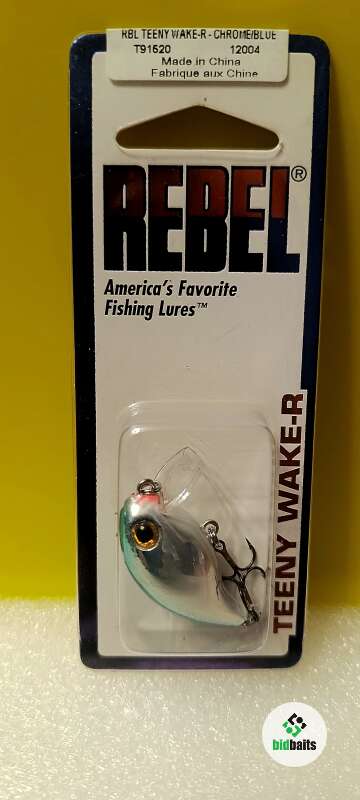 RBL TEENY WAKE-R - CHROME/BLUE
T91520 12004
Made in China
Fabrique aux Chine
REBEL®
America's Favorite
Fishing Lures™
TEENY WAKE-R
bidbaits